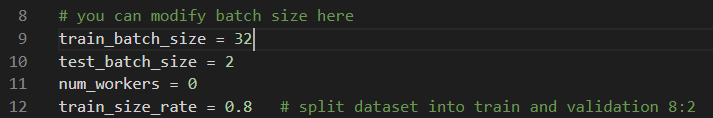 8 # you can modify batch size here
9 train_batch_size = 32
10 test_batch_size = 2
11 num_workers = 0
12 train_size_rate = 0.8   # split dataset into train and validation 8:2